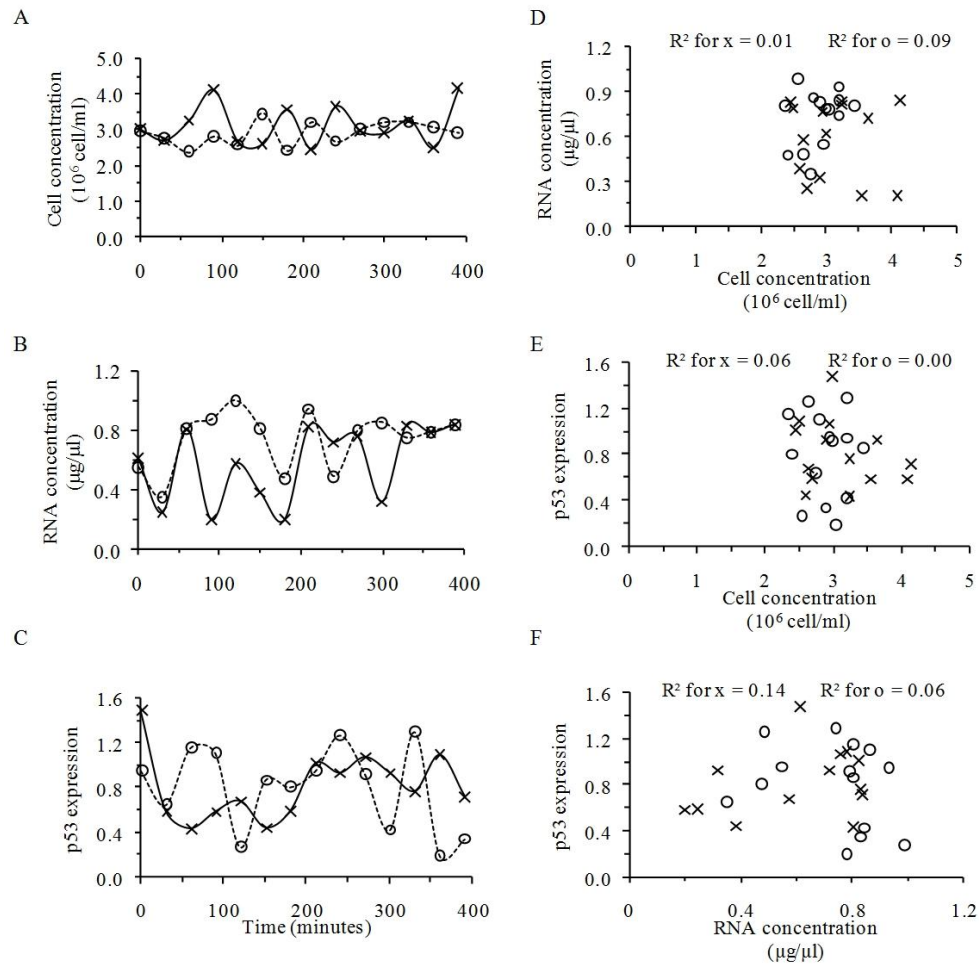 A
Cell concentration
(10⁶ cell/ml)
5.0
4.0
3.0
2.0
1.0
0.0
0 100 200 300 400
B
RNA concentration
(μg/μl)
1.2
0.8
0.4
0.0
0 100 200 300 400
C
p53 expression
1.6
1.2
0.8
0.4
0.0
0 100 200 300 400
Time (minutes)
D
R² for x = 0.01 R² for o = 0.09
RNA concentration
(μg/μl)
1.2
0.9
0.6
0.3
0.0
0 1 2 3 4 5
Cell concentration
(10⁶ cell/ml)
E
R² for x = 0.06 R² for o = 0.00
p53 expression
1.6
1.2
0.8
0.4
0.0
0 1 2 3 4 5
Cell concentration
(10⁶ cell/ml)
F
R² for x = 0.14 R² for o = 0.06
p53 expression
1.6
1.2
0.8
0.4
0.0
0 0.4 0.8 1.2
RNA concentration
(μg/μl)